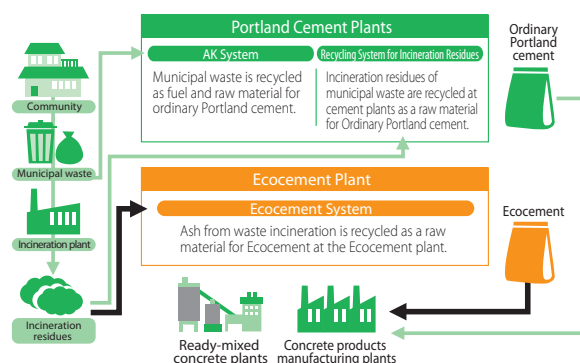 Portland Cement Plants
AK System
Municipal waste is recycled
as fuel and raw material for
ordinary Portland cement.
Recycling System for Incineration Residues
Incineration residues of
municipal waste are recycled at
cement plants as a raw material
for Ordinary Portland cement.
Ordinary
Portland
cement
Community
Municipal waste
Incineration plant
Incineration
residues
Ecocement Plant
Ecocement System
Ash from waste incineration is recycled as a raw
material for Ecocement at the Ecocement plant.
Ecocement
Ready-mixed
concrete plants
Concrete products
manufacturing plants